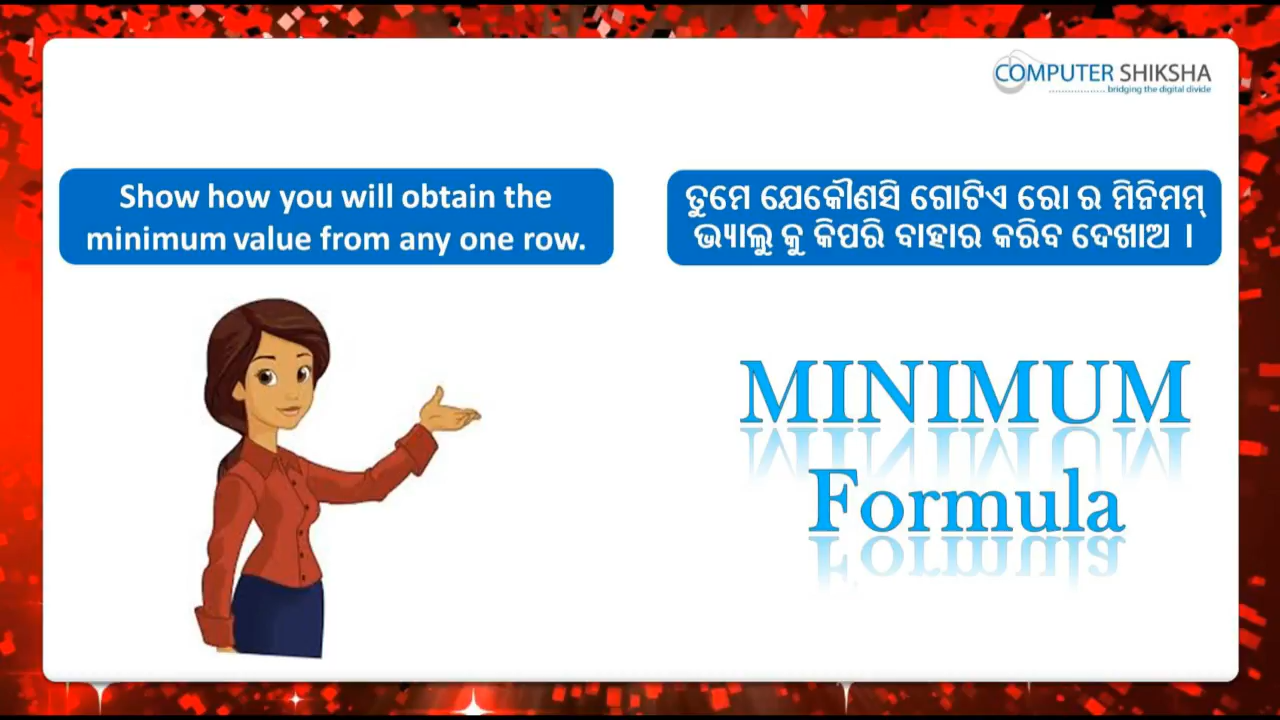 COMPUTER SHIKSHA
bridging the digital divide
Show how you will obtain the
minimum value from any one row.
ତୁମେ ଯେକୌଣସି ଗୋଟିଏ ରୋ ର ମିନିମମ୍
ଭ୍ୟାଲୁ କୁ କିପରି ବାହାର କରିବ ଦେଖାଅ ।
MINIMUM
Formula